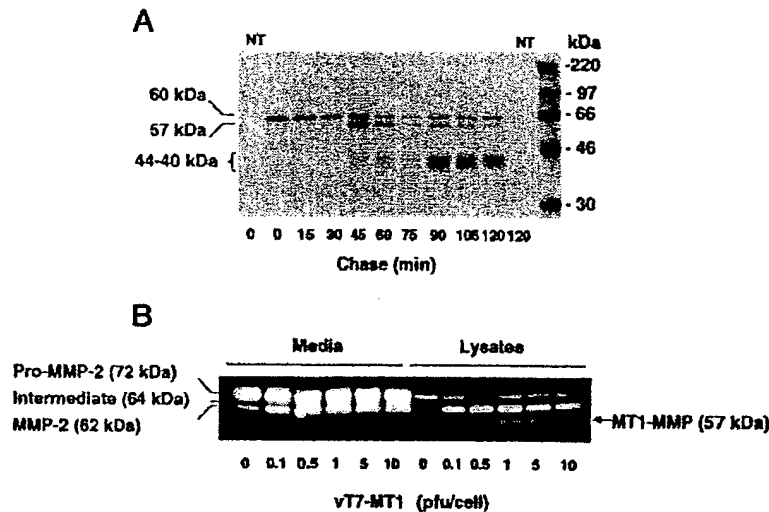 A
NT NT kDa
-220
60 kDa - 97
- 66
57 kDa
- 46
44-40 kDa
- 30
0 0 15 30 45 60 75 90 105 120 120
Chase (min)
B
Media Lysates
Pro-MMP-2 (72 kDa)
Intermediate (64 kDa)
MMP-2 (62 kDa) MT1-MMP (57 kDa)
0 0.1 0.5 1 5 10 0 0.1 0.5 1 5 10
vT7-MT1 (pfu/cell)